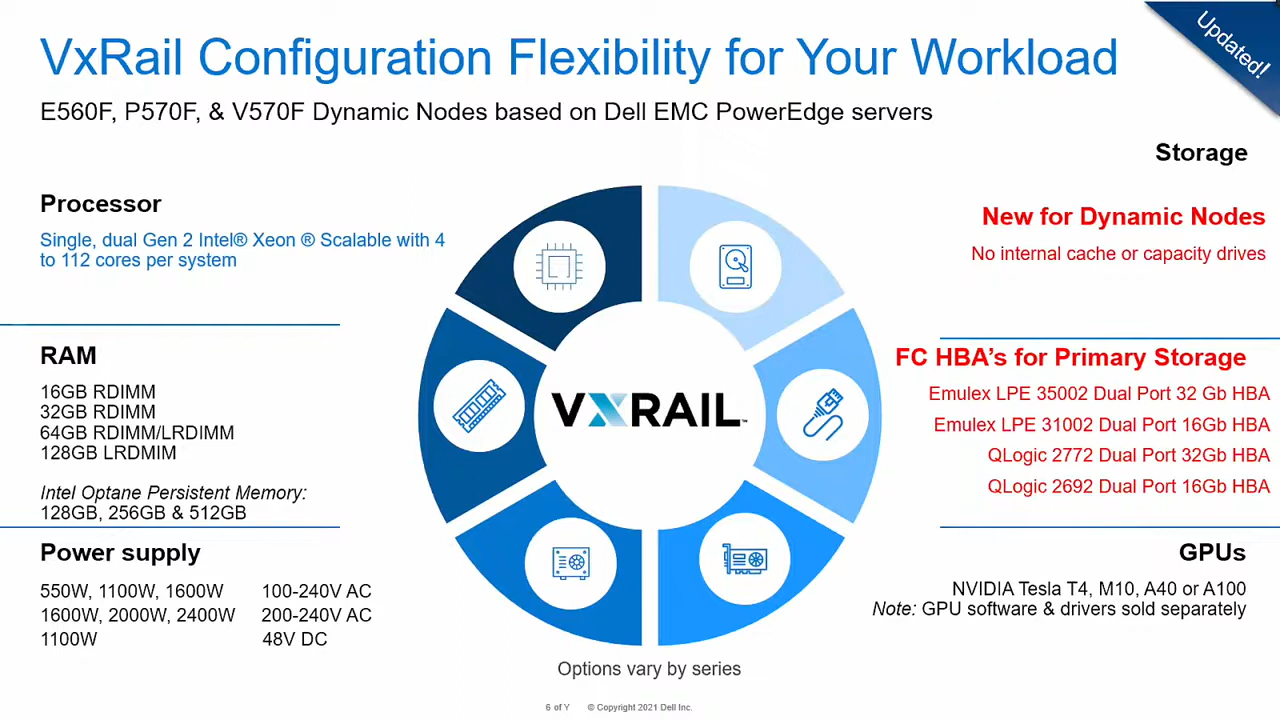 VxRail Configuration Flexibility for Your Workload
Updated!
E560F, P570F, & V570F Dynamic Nodes based on Dell EMC PowerEdge servers
Processor
Single, dual Gen 2 Intel® Xeon ® Scalable with 4
to 112 cores per system
RAM
16GB RDIMM
32GB RDIMM
64GB RDIMM/LRDIMM
128GB LRDMIM
Intel Optane Persistent Memory:
128GB, 256GB & 512GB
Power supply
550W, 1100W, 1600W 100-240V AC
1600W, 2000W, 2400W 200-240V AC
1100W 48V DC
VXRAIL™
Storage
New for Dynamic Nodes
No internal cache or capacity drives
FC HBA's for Primary Storage
Emulex LPE 35002 Dual Port 32 Gb HBA
Emulex LPE 31002 Dual Port 16Gb HBA
QLogic 2772 Dual Port 32Gb HBA
QLogic 2692 Dual Port 16Gb HBA
GPUs
NVIDIA Tesla T4, M10, A40 or A100
Note: GPU software & drivers sold separately
Options vary by series
6 of Y © Copyright 2021 Dell Inc.